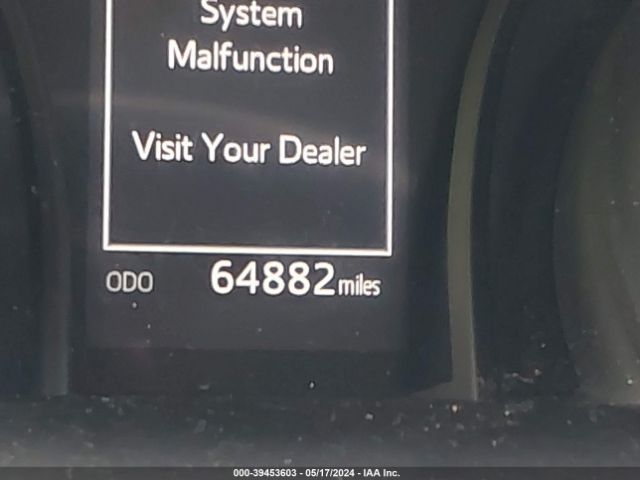 System
Malfunction
Visit Your Dealer
ODO 64882 miles
000-39453603 - 05/17/2024 - IAA Inc.